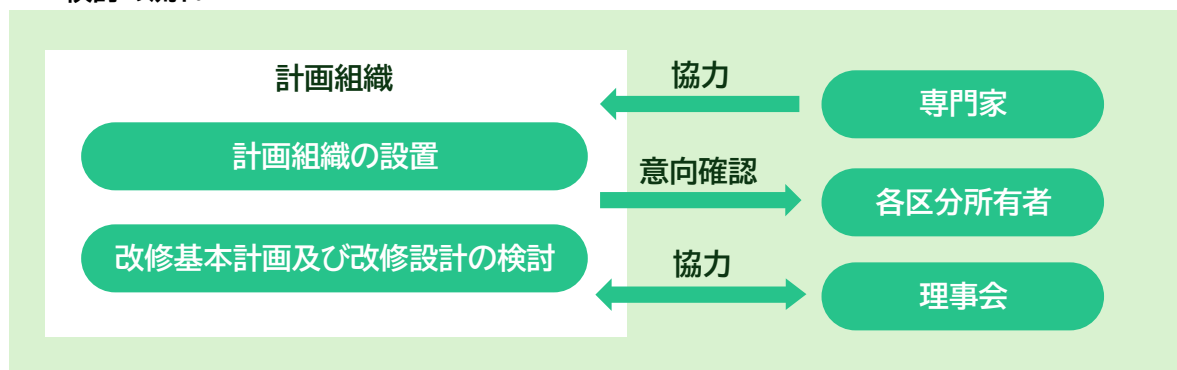 計画組織
計画組織の設置
改修基本計画及び改修設計の検討
協力
専門家
意向確認
各区分所有者
協力
理事会